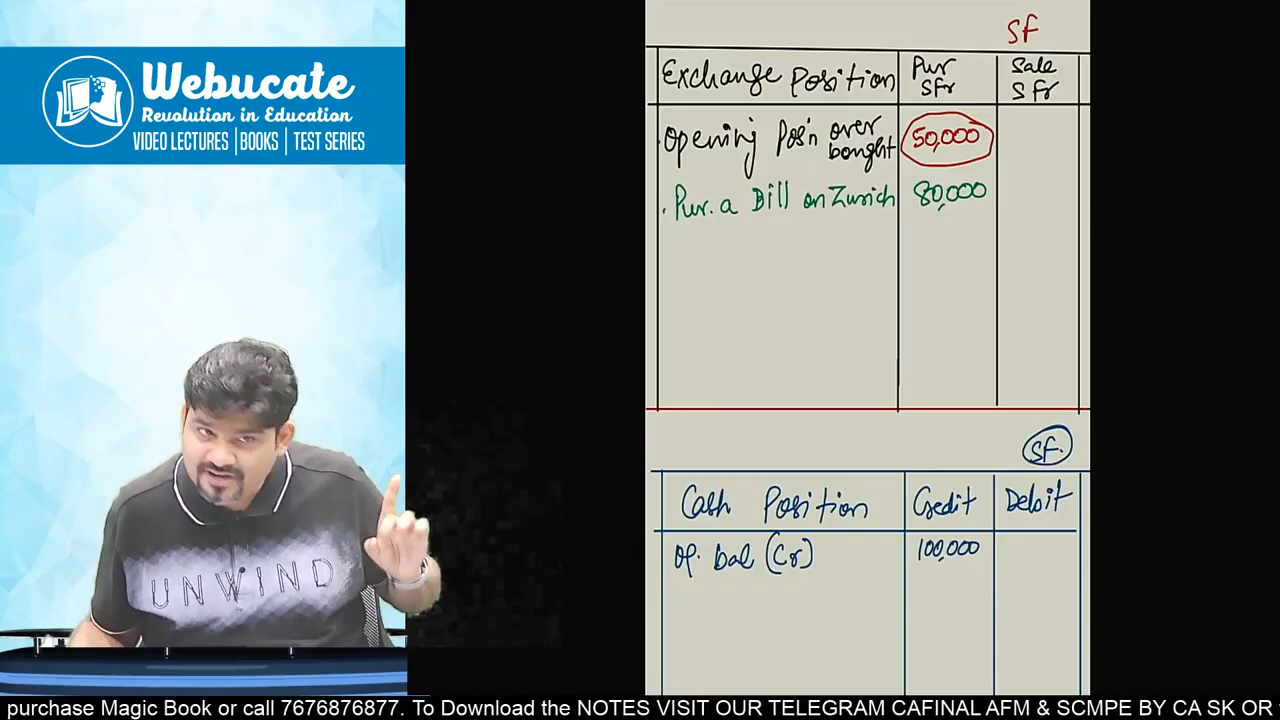 Webucate
Revolution in Education
VIDEO LECTURES | BOOKS | TEST SERIES
UNWIND
SF
Exchange Position
Pur
SFr
Sale
SFr
Opening Pos'n over
bought
50,000
Pur. a Bill on Zurich
80,000
SF.
Cash Position
Credit
Debit
Op. bal (Cr)
100,000
purchase Magic Book or call 7676876877. To Download the NOTES VISIT OUR TELEGRAM CAFINAL AFM & SCMPE BY CA SK OR